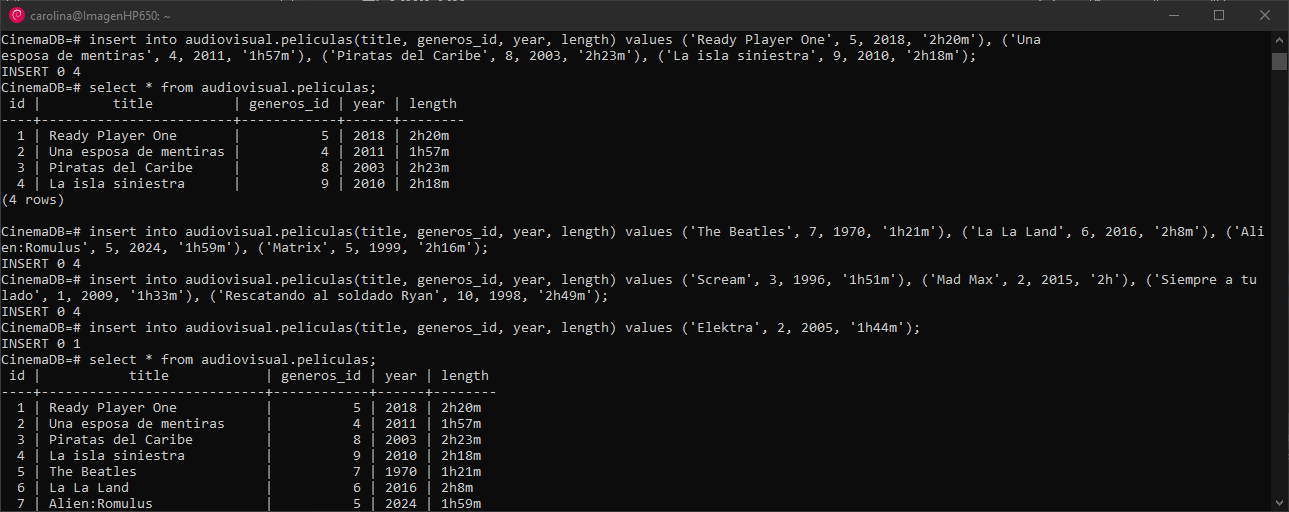 carolina@ImagenHP650: ~
CinemaDB=# insert into audiovisual.peliculas(title, generos_id, year, length) values ('Ready Player One', 5, 2018, '2h20m'), ('Una
esposa de mentiras', 4, 2011, '1h57m'), ('Piratas del Caribe', 8, 2003, '2h23m'), ('La isla siniestra', 9, 2010, '2h18m');
INSERT 0 4
CinemaDB=# select * from audiovisual.peliculas;
 id |         title          | generos_id | year | length
----+------------------------+------------+------+--------
  1 | Ready Player One       |          5 | 2018 | 2h20m
  2 | Una esposa de mentiras |          4 | 2011 | 1h57m
  3 | Piratas del Caribe     |          8 | 2003 | 2h23m
  4 | La isla siniestra      |          9 | 2010 | 2h18m
(4 rows)
CinemaDB=# insert into audiovisual.peliculas(title, generos_id, year, length) values ('The Beatles', 7, 1970, '1h21m'), ('La La Land', 6, 2016, '2h8m'), ('Ali
en:Romulus', 5, 2024, '1h59m'), ('Matrix', 5, 1999, '2h16m');
INSERT 0 4
CinemaDB=# insert into audiovisual.peliculas(title, generos_id, year, length) values ('Scream', 3, 1996, '1h51m'), ('Mad Max', 2, 2015, '2h'), ('Siempre a tu
lado', 1, 2009, '1h33m'), ('Rescatando al soldado Ryan', 10, 1998, '2h49m');
INSERT 0 4
CinemaDB=# insert into audiovisual.peliculas(title, generos_id, year, length) values ('Elektra', 2, 2005, '1h44m');
INSERT 0 1
CinemaDB=# select * from audiovisual.peliculas;
 id |           title            | generos_id | year | length
----+----------------------------+------------+------+--------
  1 | Ready Player One           |          5 | 2018 | 2h20m
  2 | Una esposa de mentiras     |          4 | 2011 | 1h57m
  3 | Piratas del Caribe         |          8 | 2003 | 2h23m
  4 | La isla siniestra          |          9 | 2010 | 2h18m
  5 | The Beatles                |          7 | 1970 | 1h21m
  6 | La La Land                 |          6 | 2016 | 2h8m
  7 | Alien:Romulus              |          5 | 2024 | 1h59m